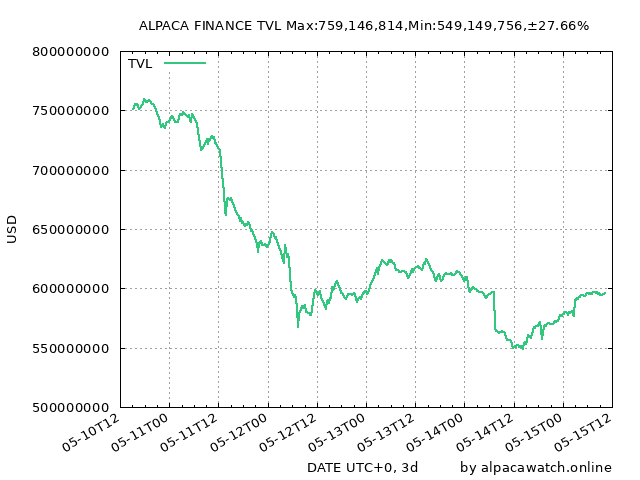 ALPACA FINANCE TVL Max:759,146,814,Min:549,149,756,±27.66%
800000000
TVL
750000000
700000000
650000000
USD
600000000
550000000
500000000
05-10T12
05-11T00
05-11T12
05-12T00
05-12T12
05-13T00
05-13T12
05-14T00
05-14T12
05-15T00
05-15T12
DATE UTC+0, 3d
by alpacawatch.online